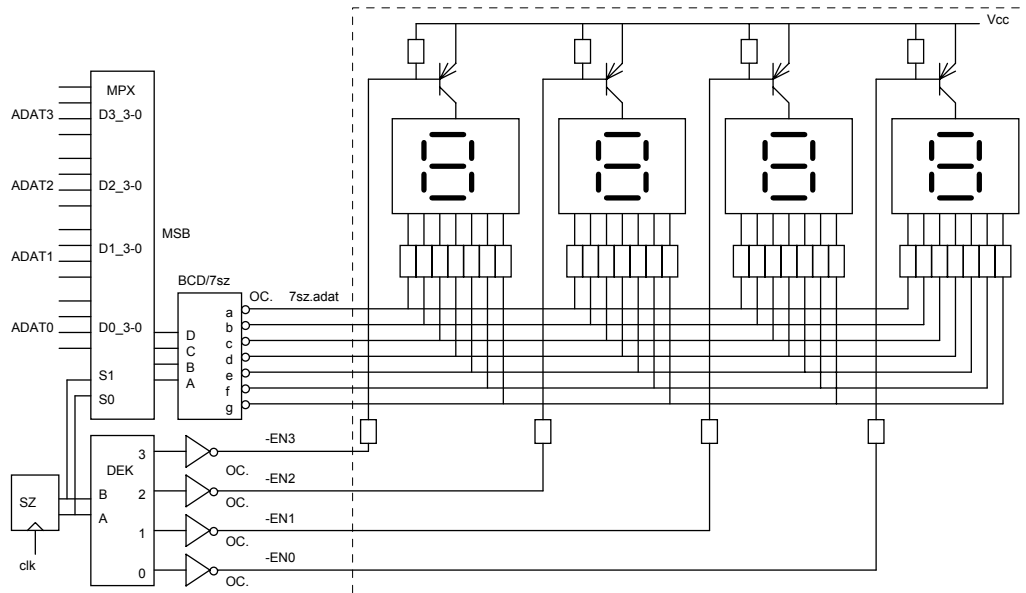 Vcc
MPX
ADAT3
D3_3-0
ADAT2
D2_3-0
MSB
ADAT1
D1_3-0
BCD/7sz
OC.
7sz.adat
ADAT0
D0_3-0
a
b
c
d
e
f
g
D
C
B
A
S1
S0
-EN3
3
OC.
DEK
-EN2
2
OC.
SZ
B
A
-EN1
1
OC.
clk
-EN0
0
OC.